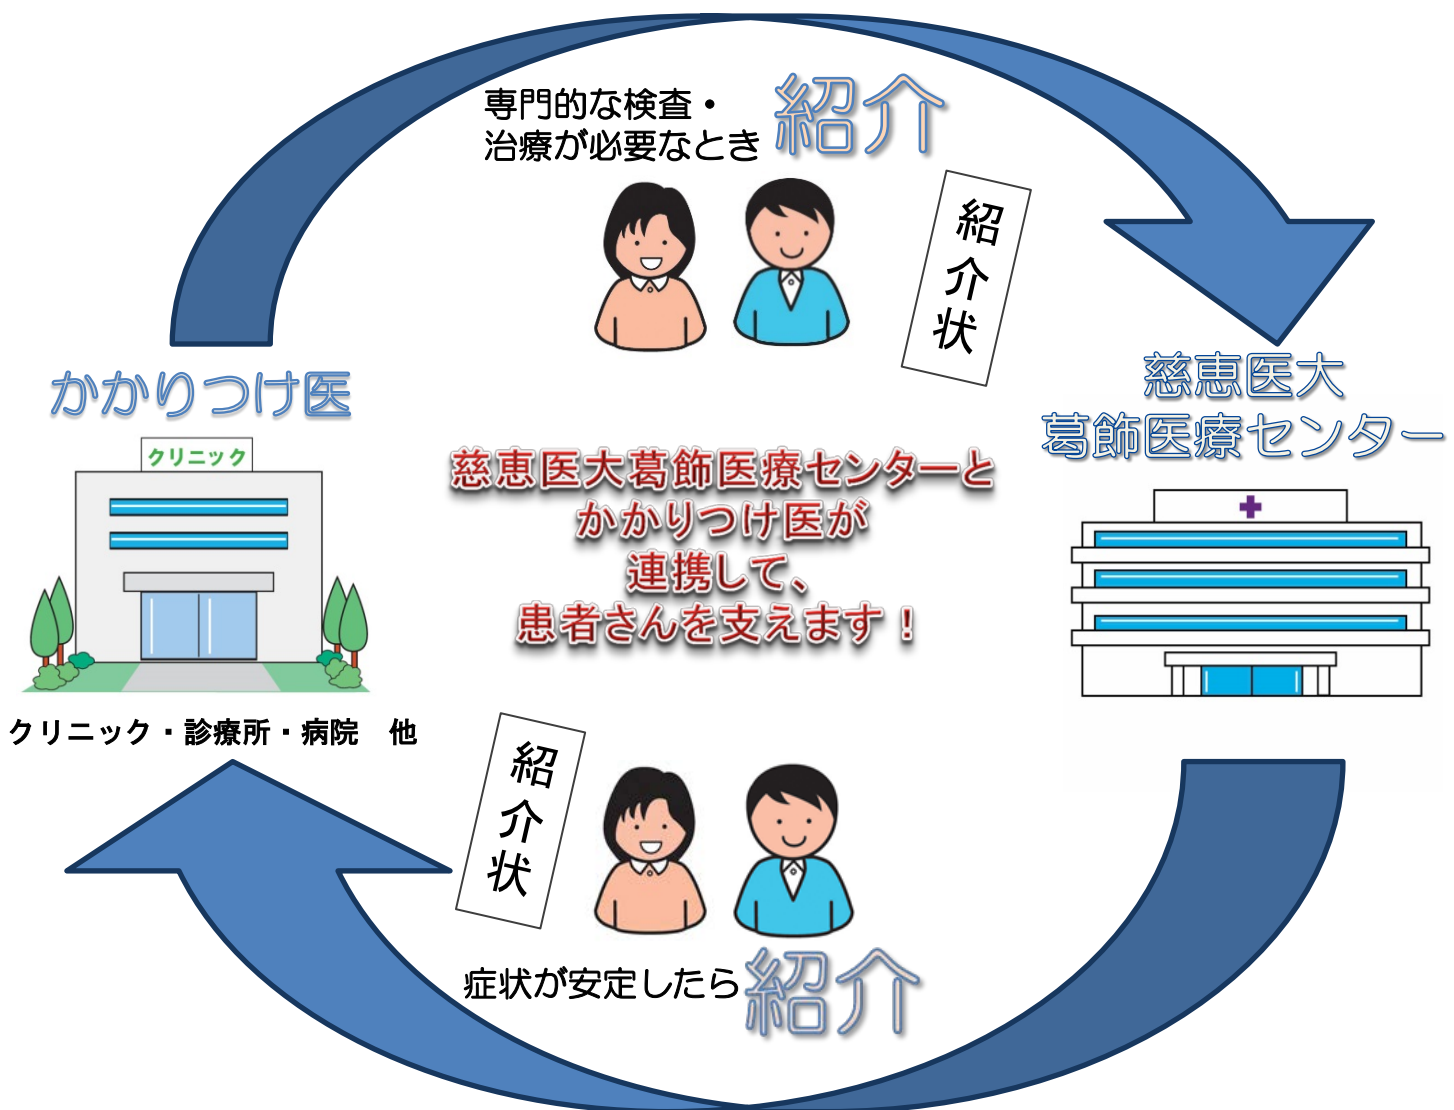 専門的な検査・
治療が必要なとき
紹介
紹介状
かかりつけ医
慈恵医大
葛飾医療センター
クリニック
慈恵医大葛飾医療センターと
かかりつけ医が
連携して、
患者さんを支えます！
クリニック・診療所・病院　他
紹介状
症状が安定したら
紹介